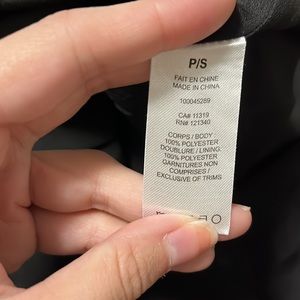 P/S
FAIT EN CHINE
MADE IN CHINA
100045289
CA# 11319
RN# 121340
CORPS / BODY
100% POLYESTER
DOUBLURE / LINING:
100% POLYESTER
GARNITURES NON
COMPRISES /
EXCLUSIVE OF TRIMS